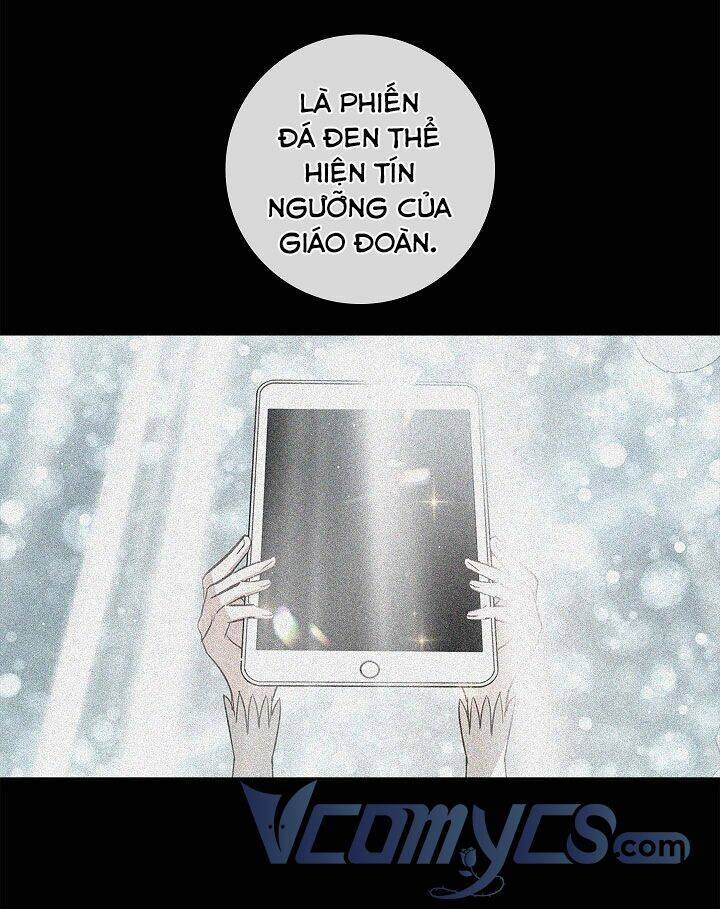 LÀ PHIẾN
ĐÁ ĐEN THỂ
HIỆN TÍN
NGƯỠNG CỦA
GIÁO ĐOÀN.
VCOMYCS.com